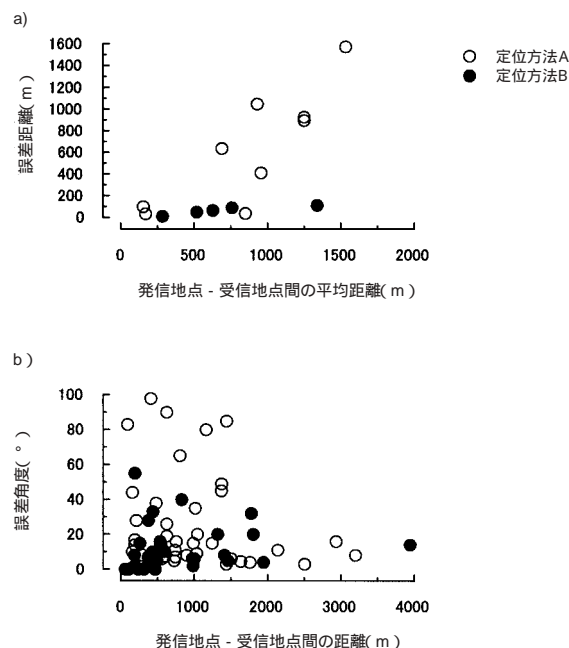 a)
1600
1400
1200
1000
800
600
400
200
0
誤差距離( m )
0 500 1000 1500 2000
発信地点 - 受信地点間の平均距離( m )
定位方法A
定位方法B
b )
100
80
60
40
20
0
誤差角度( ° )
0 1000 2000 3000 4000
発信地点 - 受信地点間の距離( m )